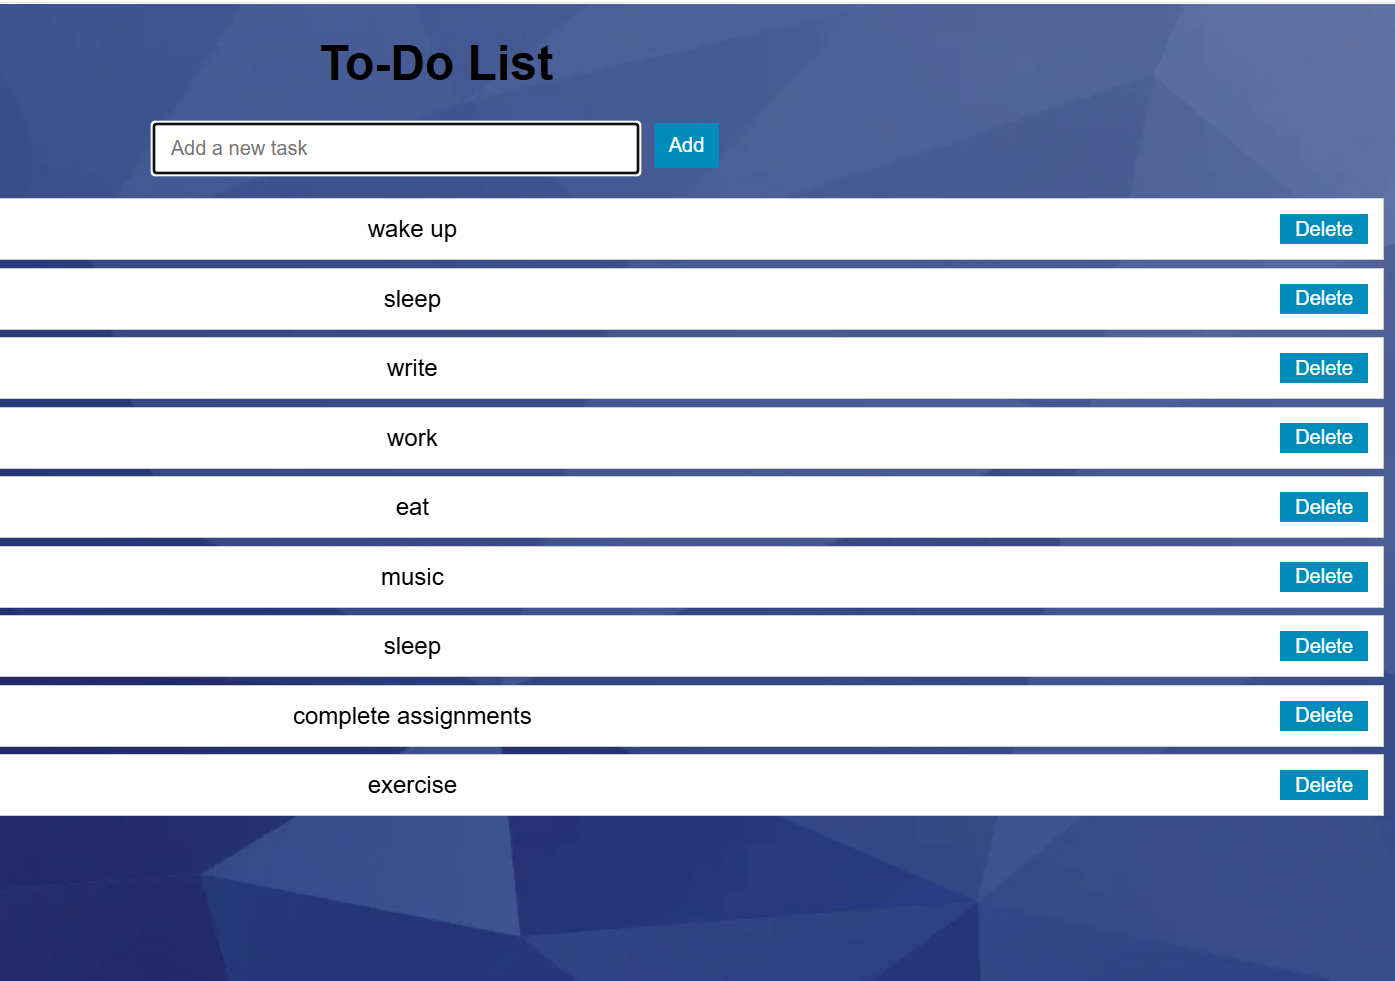 To-Do List
Add a new task Add
wake up Delete
sleep Delete
write Delete
work Delete
eat Delete
music Delete
sleep Delete
complete assignments Delete
exercise Delete